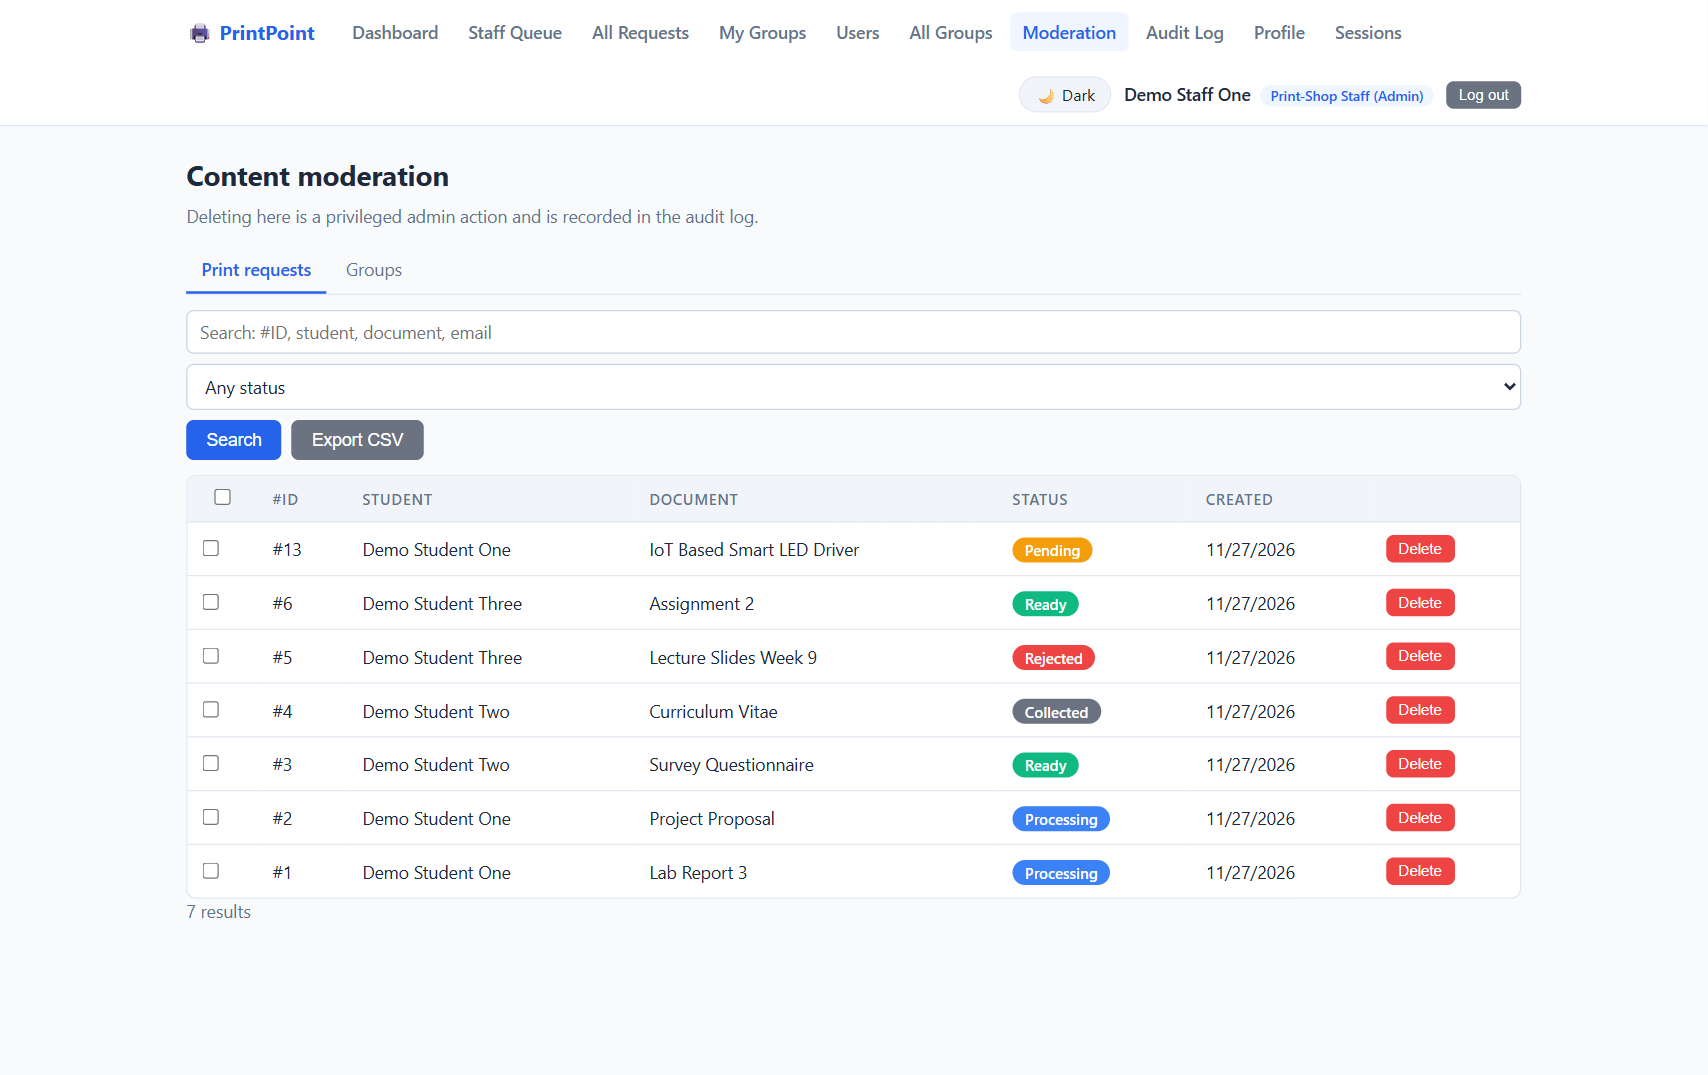 PrintPoint Dashboard Staff Queue All Requests My Groups Users All Groups Moderation Audit Log Profile Sessions
Dark Demo Staff One Print-Shop Staff (Admin) Log out
Content moderation
Deleting here is a privileged admin action and is recorded in the audit log.
Print requests Groups
Search: #ID, student, document, email
Any status
Search Export CSV
#ID STUDENT DOCUMENT STATUS CREATED
#13 Demo Student One IoT Based Smart LED Driver Pending 11/27/2026 Delete
#6 Demo Student Three Assignment 2 Ready 11/27/2026 Delete
#5 Demo Student Three Lecture Slides Week 9 Rejected 11/27/2026 Delete
#4 Demo Student Two Curriculum Vitae Collected 11/27/2026 Delete
#3 Demo Student Two Survey Questionnaire Ready 11/27/2026 Delete
#2 Demo Student One Project Proposal Processing 11/27/2026 Delete
#1 Demo Student One Lab Report 3 Processing 11/27/2026 Delete
7 results